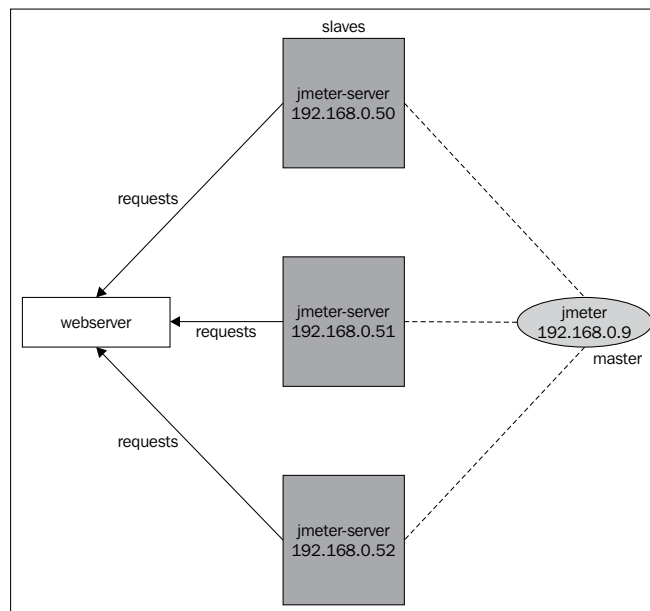 slaves
jmeter-server
192.168.0.50
requests
jmeter-server
192.168.0.51
webserver
requests
jmeter
192.168.0.9
master
requests
jmeter-server
192.168.0.52